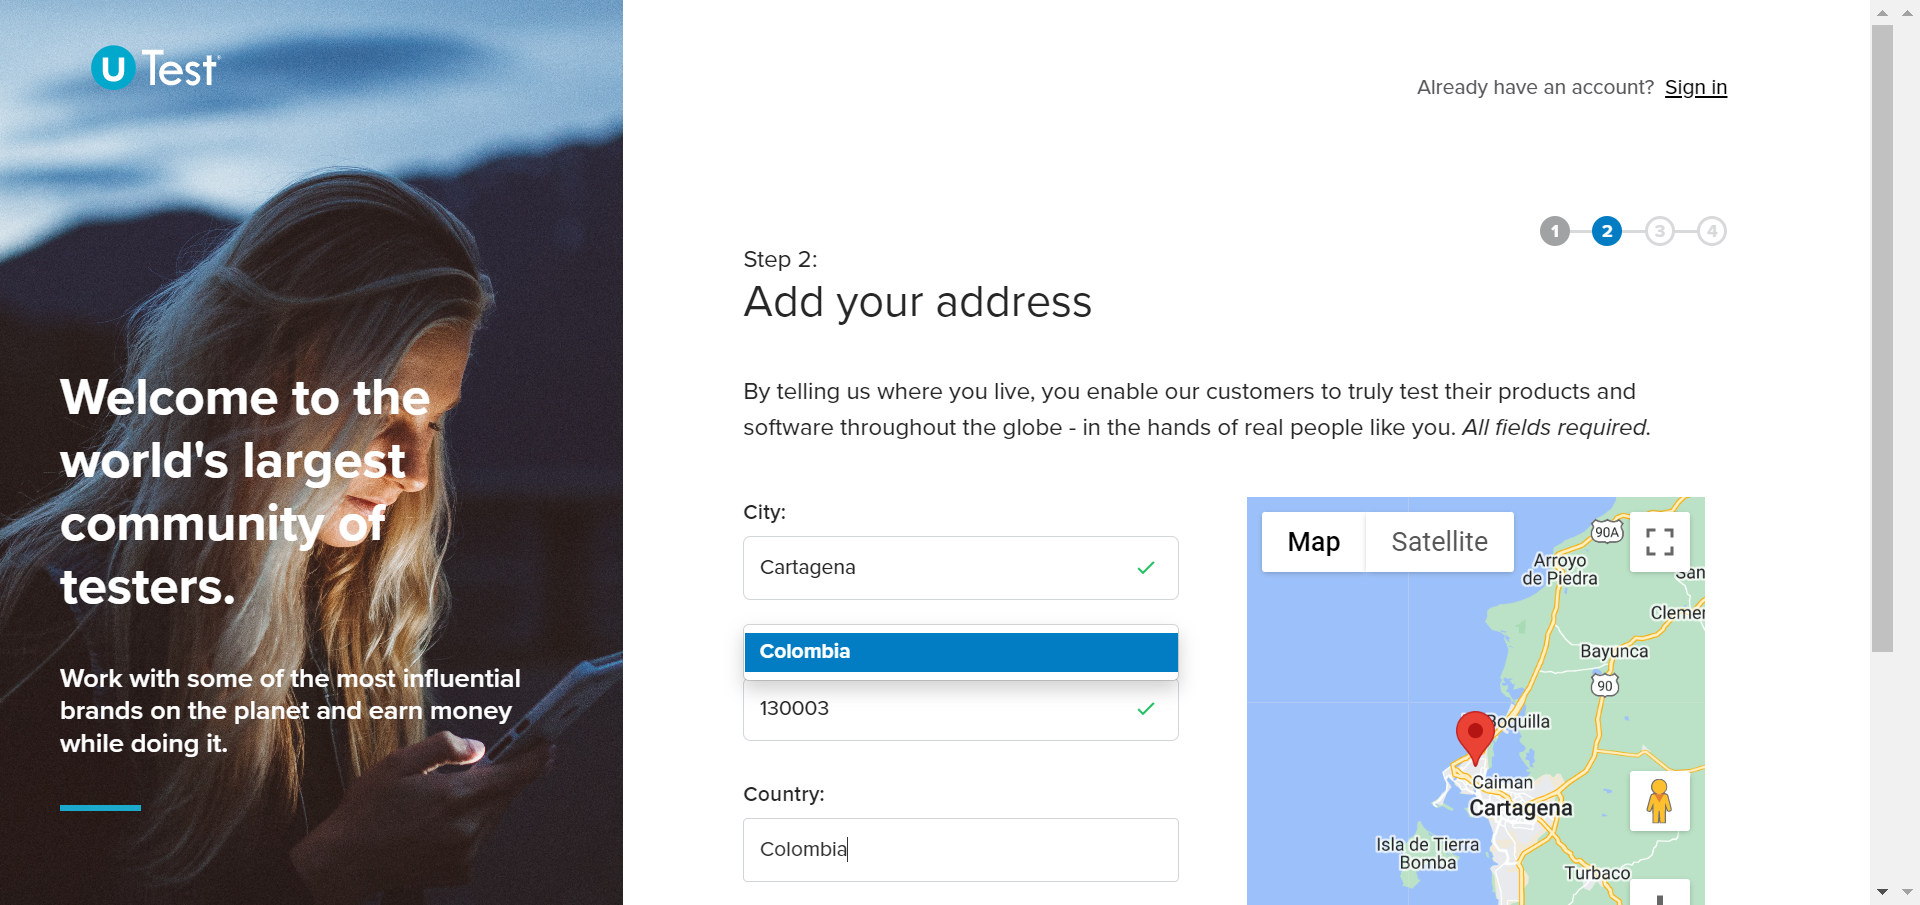 u Test
Already have an account? Sign in
1 2 3 4
Step 2:
Add your address
Welcome to the
world's largest
community of
testers.
Work with some of the most influential
brands on the planet and earn money
while doing it.
By telling us where you live, you enable our customers to truly test their products and
software throughout the globe - in the hands of real people like you. All fields required.
City:
Cartagena
Colombia
130003
Country:
Colombia
Map Satellite
90A
Arroyo
de Piedra
San
Clemen
Bayunca
90
Boquilla
Caiman
Cartagena
Isla de Tierra
Bomba
Turbaco